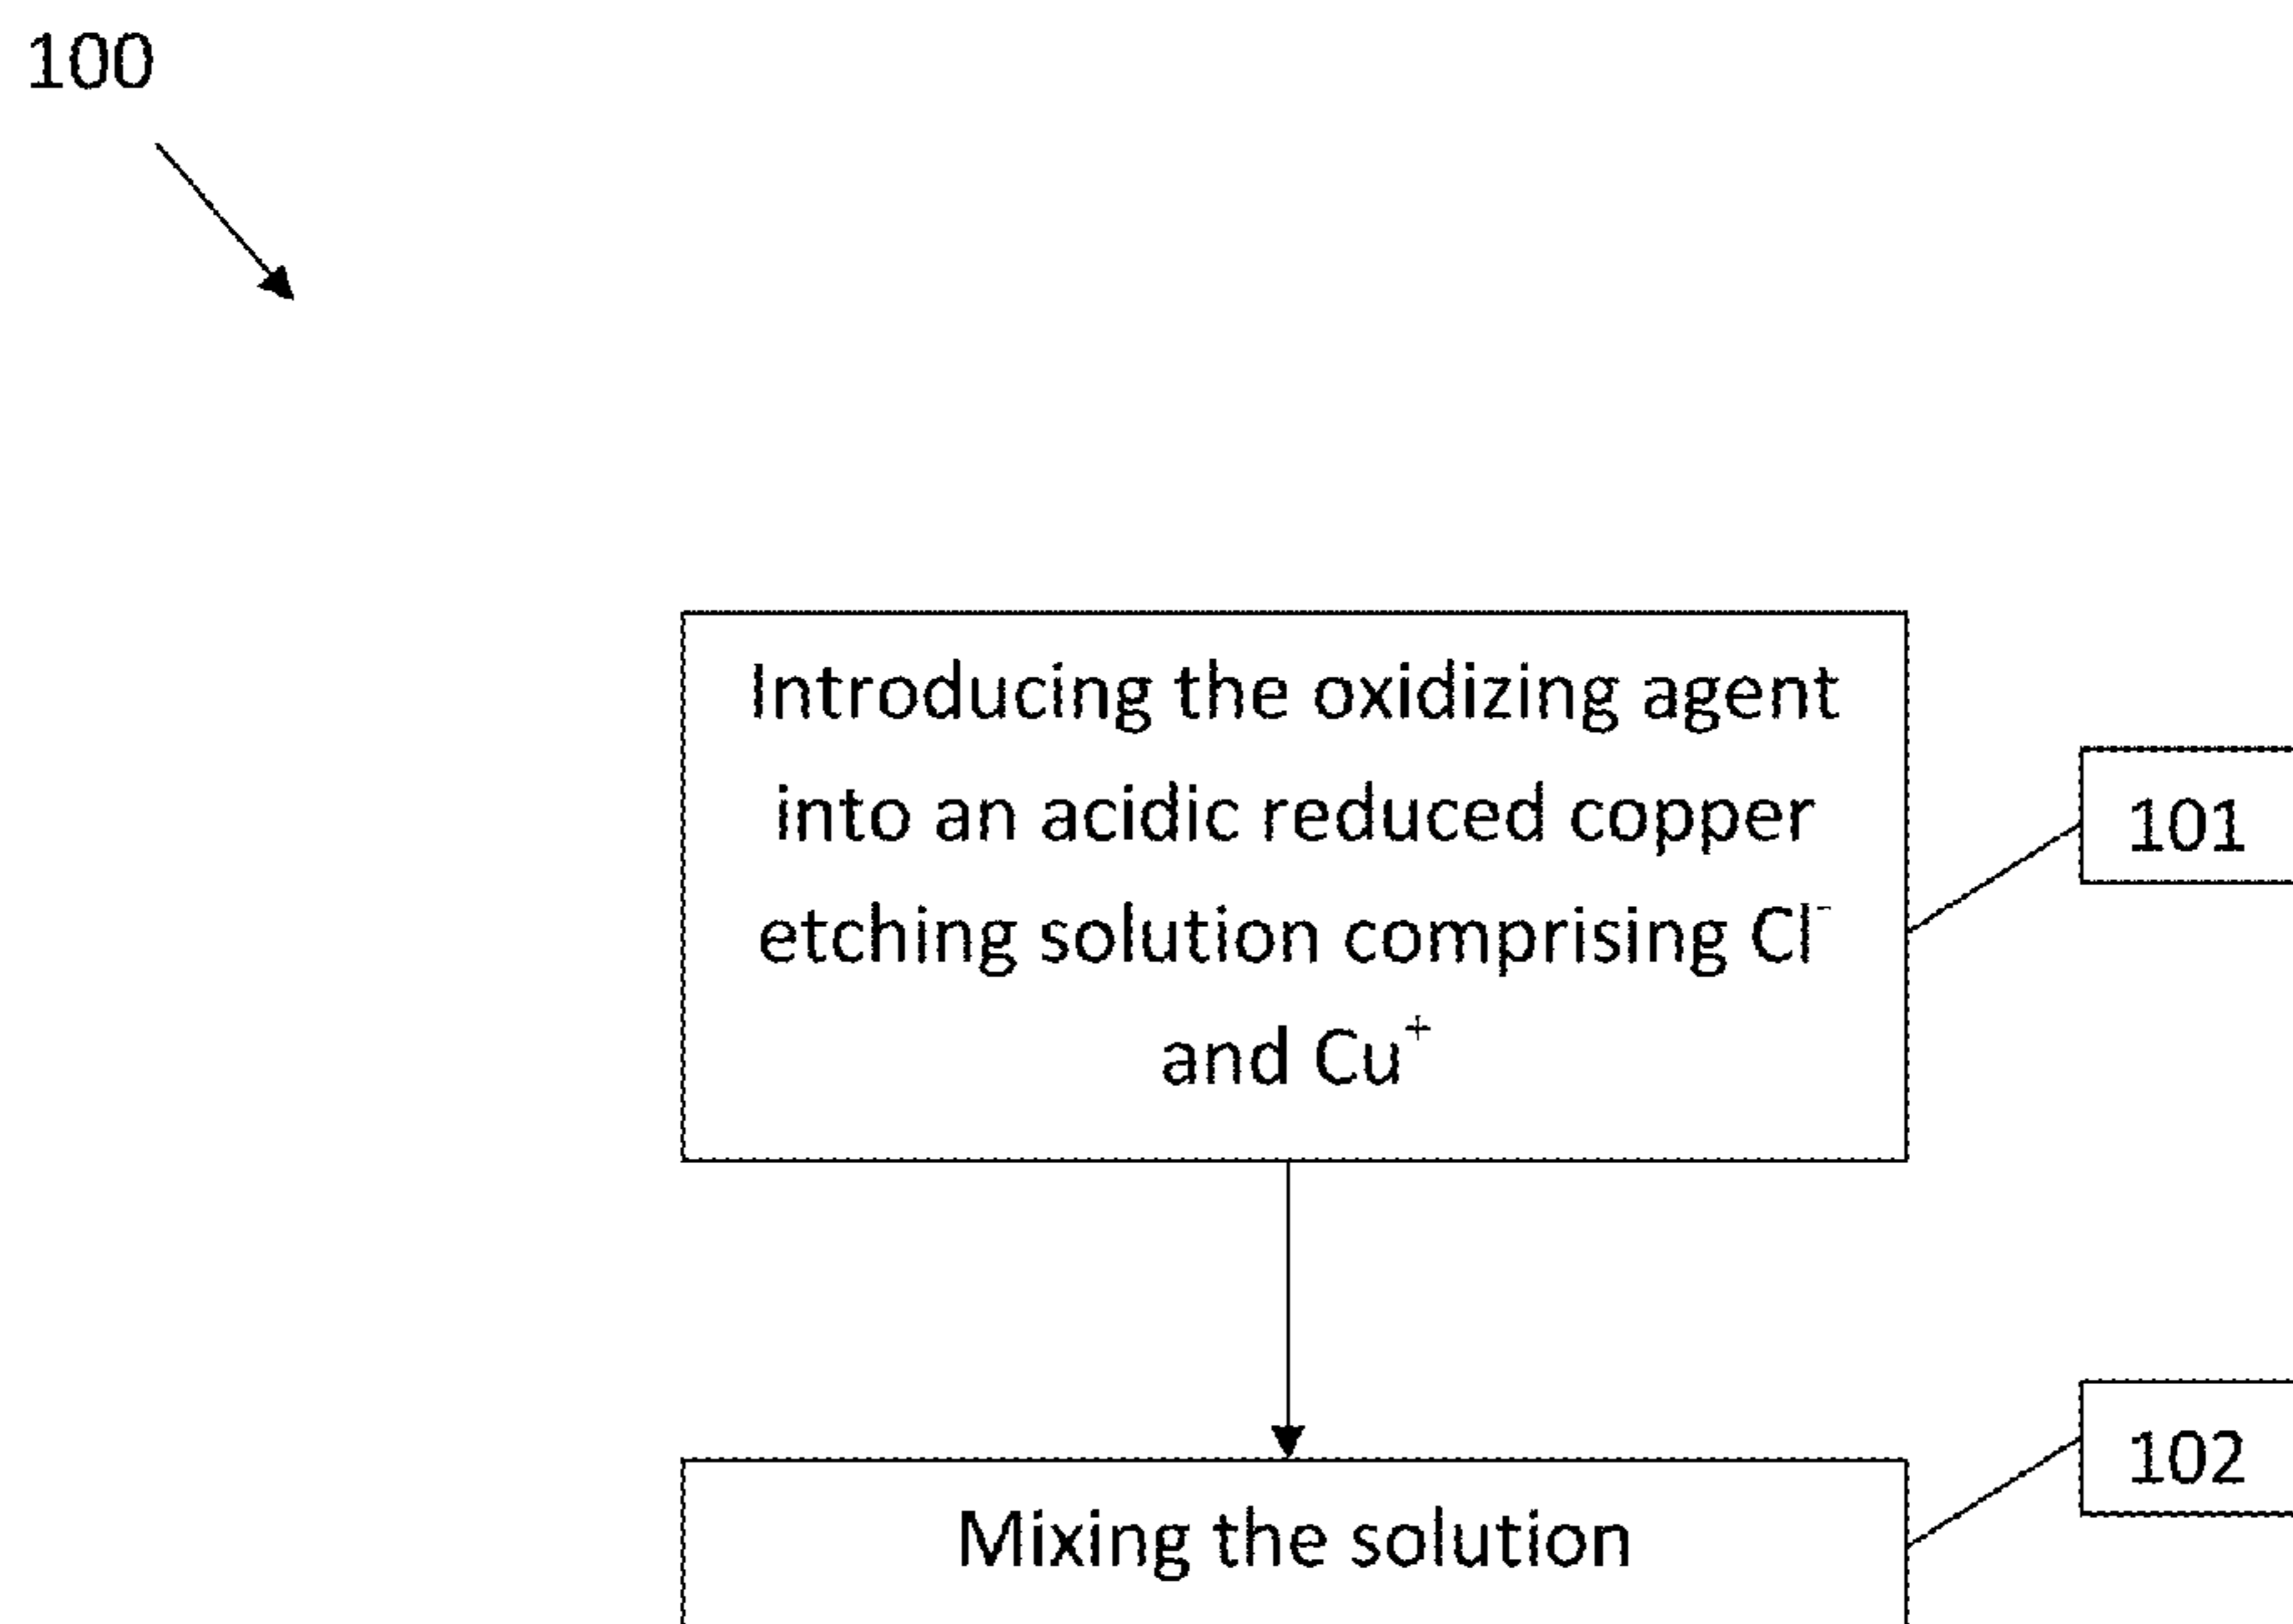 100
Introducing the oxidizing agent
into an acidic reduced copper
etching solution comprising Cl⁻
and Cu⁺
101
102
Mixing the solution